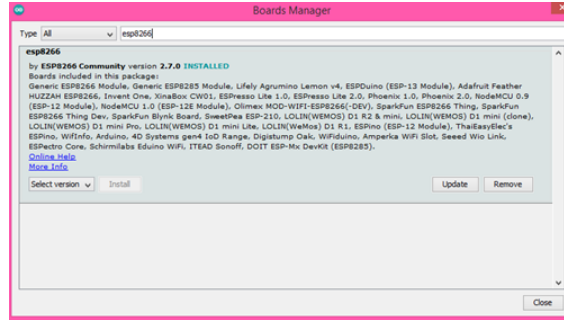 Boards Manager
Type All esp8266
esp8266
by ESP8266 Community version 2.7.0 INSTALLED
Boards included in this package:
Generic ESP8266 Module, Generic ESP8285 Module, Lifely Agrumino Lemon v4, ESPDuino (ESP-13 Module), Adafruit Feather
HUZZAH ESP8266, Invent One, XinaBox CW01, ESPresso Lite 1.0, ESPresso Lite 2.0, Phoenix 1.0, Phoenix 2.0, NodeMCU 0.9
(ESP-12 Module), NodeMCU 1.0 (ESP-12E Module), Olimex MOD-WIFI-ESP8266(-DEV), SparkFun ESP8266 Thing, SparkFun
ESP8266 Thing Dev, SparkFun Blynk Board, SweetPea ESP-210, LOLIN(WEMOS) D1 R2 & mini, LOLIN(WEMOS) D1 mini (clone),
LOLIN(WEMOS) D1 mini Pro, LOLIN(WEMOS) D1 mini Lite, LOLIN(WeMos) D1 R1, ESPino (ESP-12 Module), ThaiEasyElec's
ESPino, WifInfo, Arduino, 4D Systems gen4 IoD Range, Digistump Oak, WiFiduino, Amperka WiFi Slot, Seeed Wio Link,
ESPectro Core, Schirmilabs Eduino WiFi, ITEAD Sonoff, DOIT ESP-Mx DevKit (ESP8285).
Online Help
More Info
Select version Install Update Remove
Close